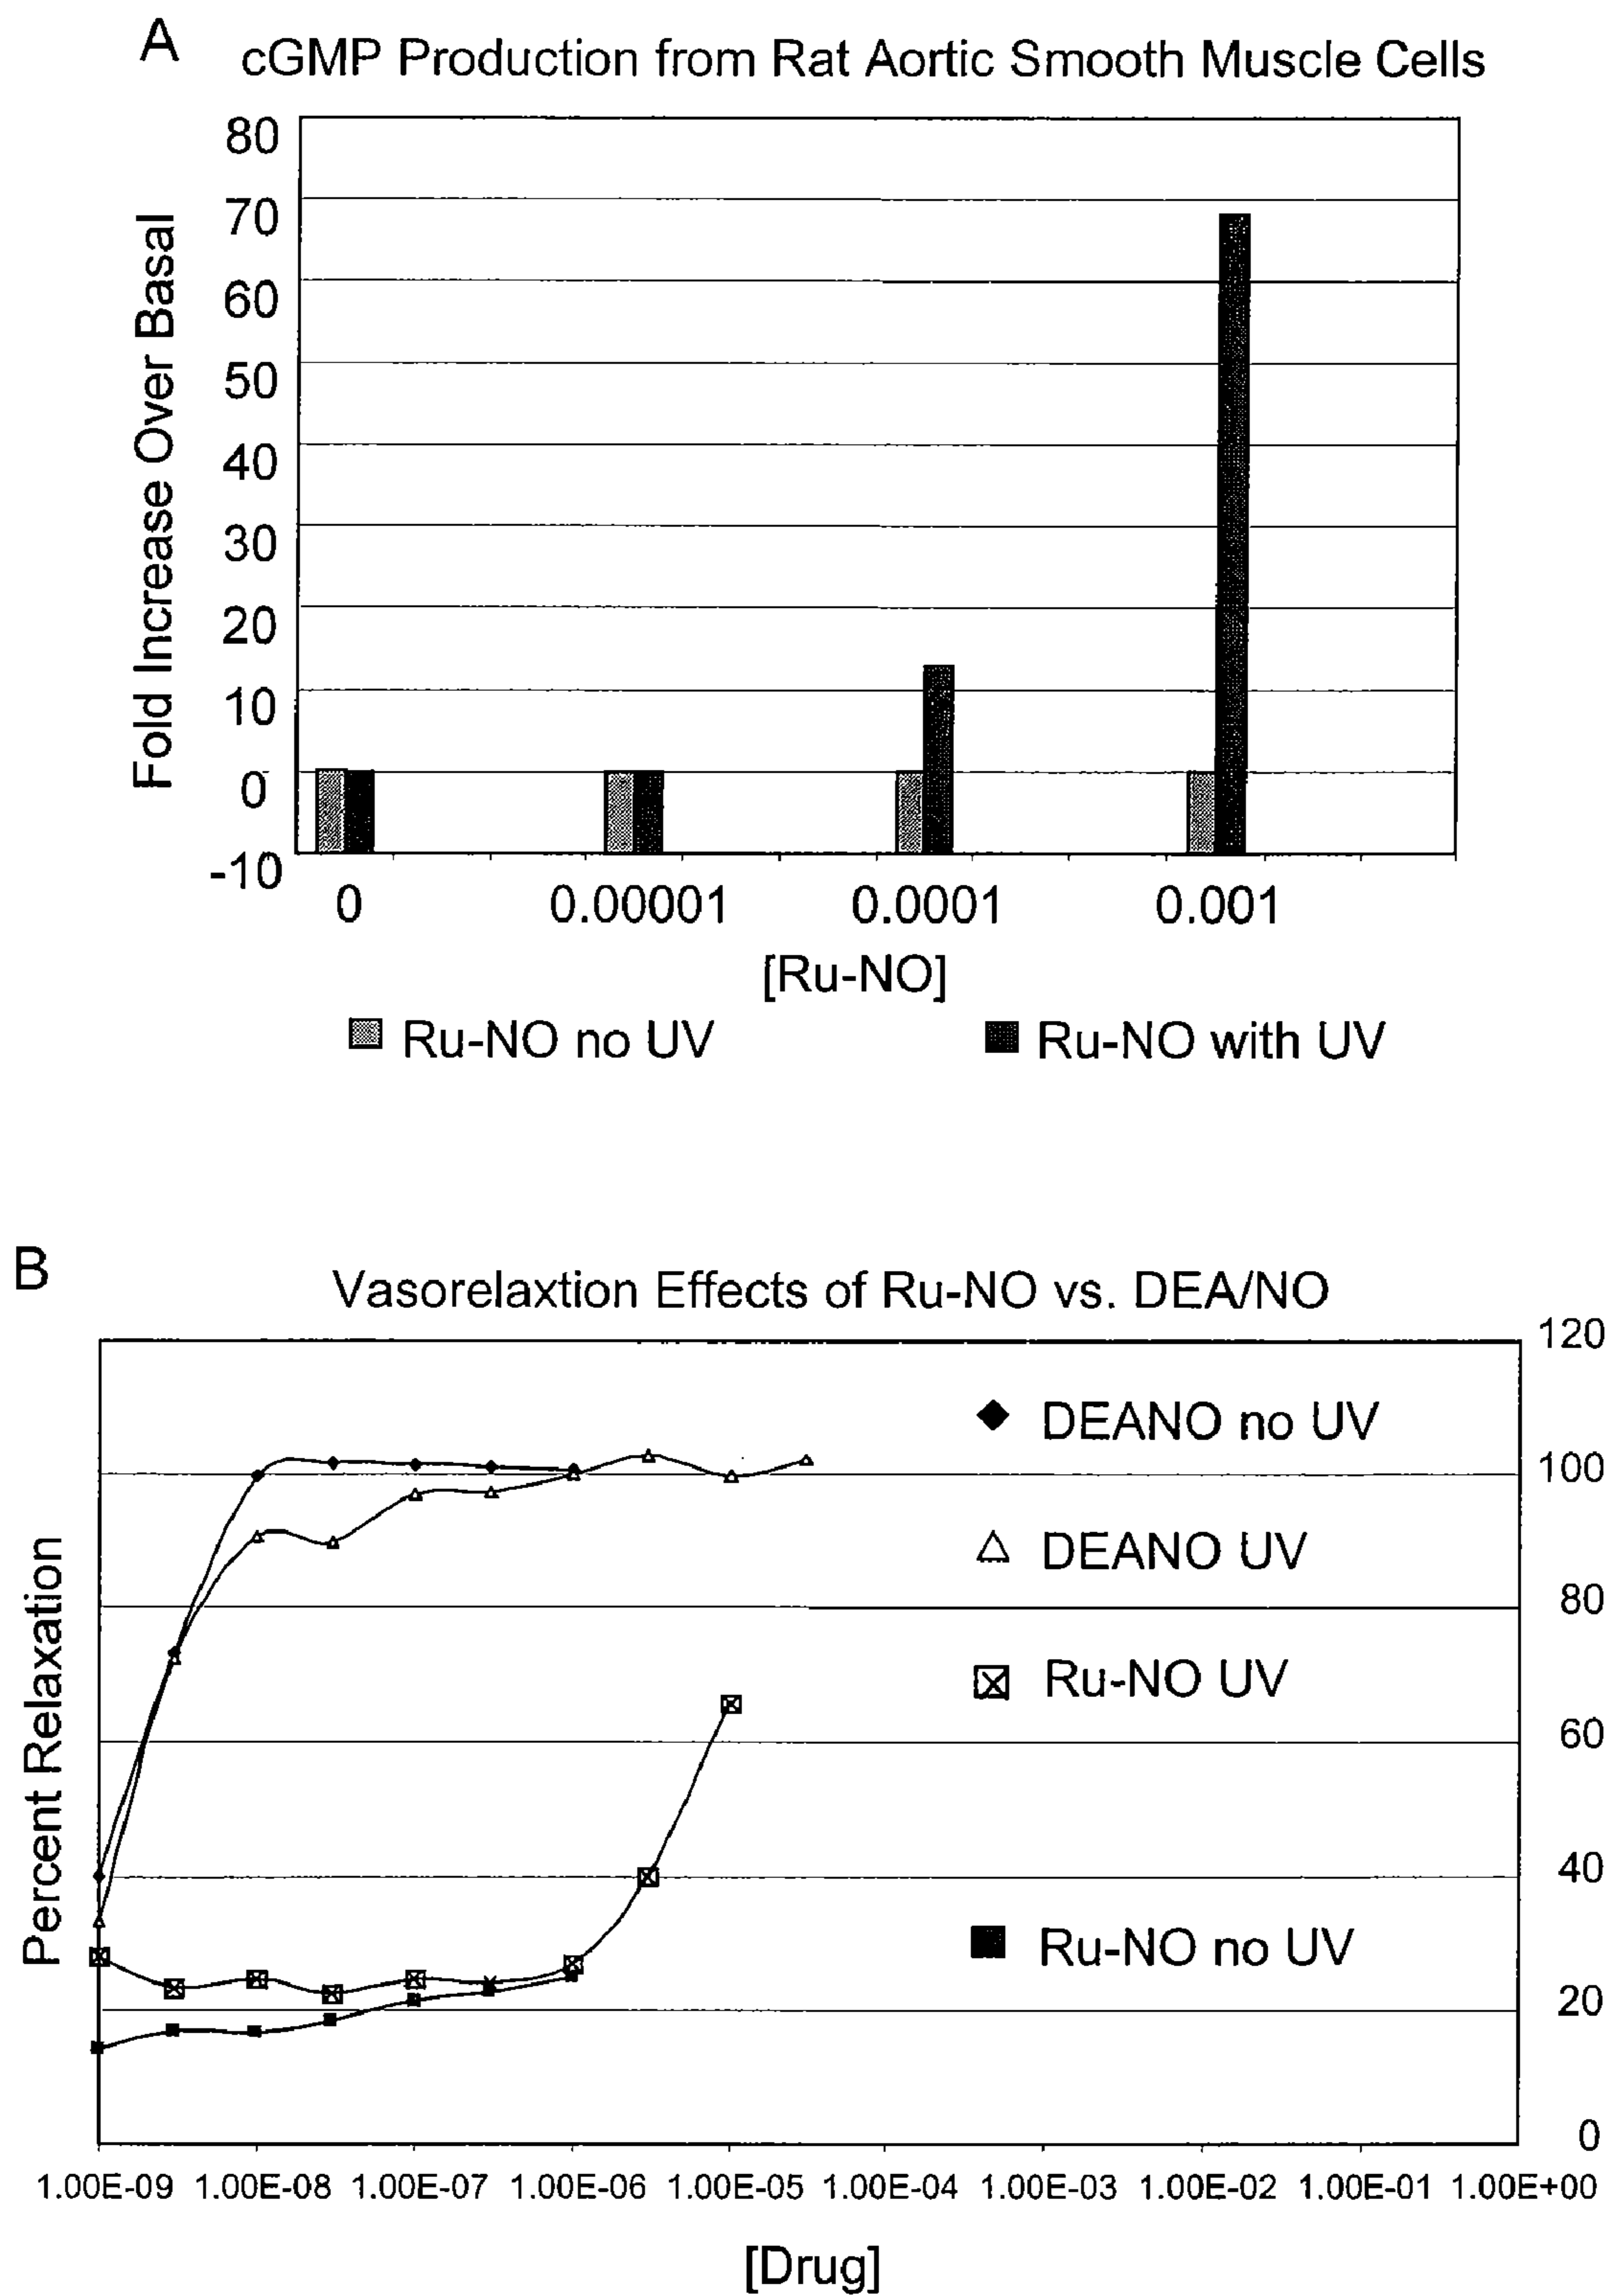 A
cGMP Production from Rat Aortic Smooth Muscle Cells
Fold Increase Over Basal
80
70
60
50
40
30
20
10
0
-10
0 0.00001 0.0001 0.001
[Ru-NO]
Ru-NO no UV Ru-NO with UV
B
Vasorelaxtion Effects of Ru-NO vs. DEA/NO
Percent Relaxation
120
100
80
60
40
20
0
DEANO no UV
DEANO UV
Ru-NO UV
Ru-NO no UV
1.00E-09 1.00E-08 1.00E-07 1.00E-06 1.00E-05 1.00E-04 1.00E-03 1.00E-02 1.00E-01 1.00E+00
[Drug]